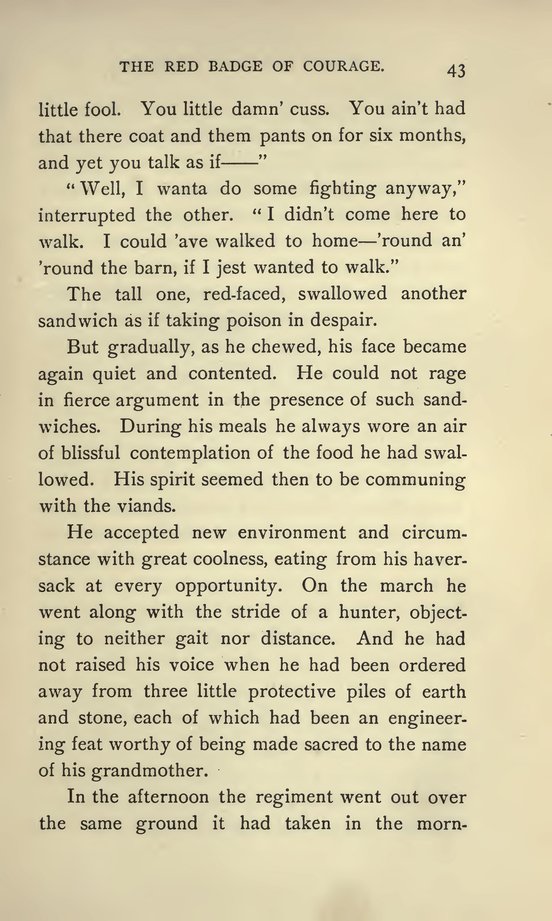 THE RED BADGE OF COURAGE. 43
little fool. You little damn' cuss. You ain't had
that there coat and them pants on for six months,
and yet you talk as if——"
"Well, I wanta do some fighting anyway,"
interrupted the other. "I didn't come here to
walk. I could 'ave walked to home—'round an'
'round the barn, if I jest wanted to walk."
The tall one, red-faced, swallowed another
sandwich as if taking poison in despair.
But gradually, as he chewed, his face became
again quiet and contented. He could not rage
in fierce argument in the presence of such sand-
wiches. During his meals he always wore an air
of blissful contemplation of the food he had swal-
lowed. His spirit seemed then to be communing
with the viands.
He accepted new environment and circum-
stance with great coolness, eating from his haver-
sack at every opportunity. On the march he
went along with the stride of a hunter, object-
ing to neither gait nor distance. And he had
not raised his voice when he had been ordered
away from three little protective piles of earth
and stone, each of which had been an engineer-
ing feat worthy of being made sacred to the name
of his grandmother.
In the afternoon the regiment went out over
the same ground it had taken in the morn-